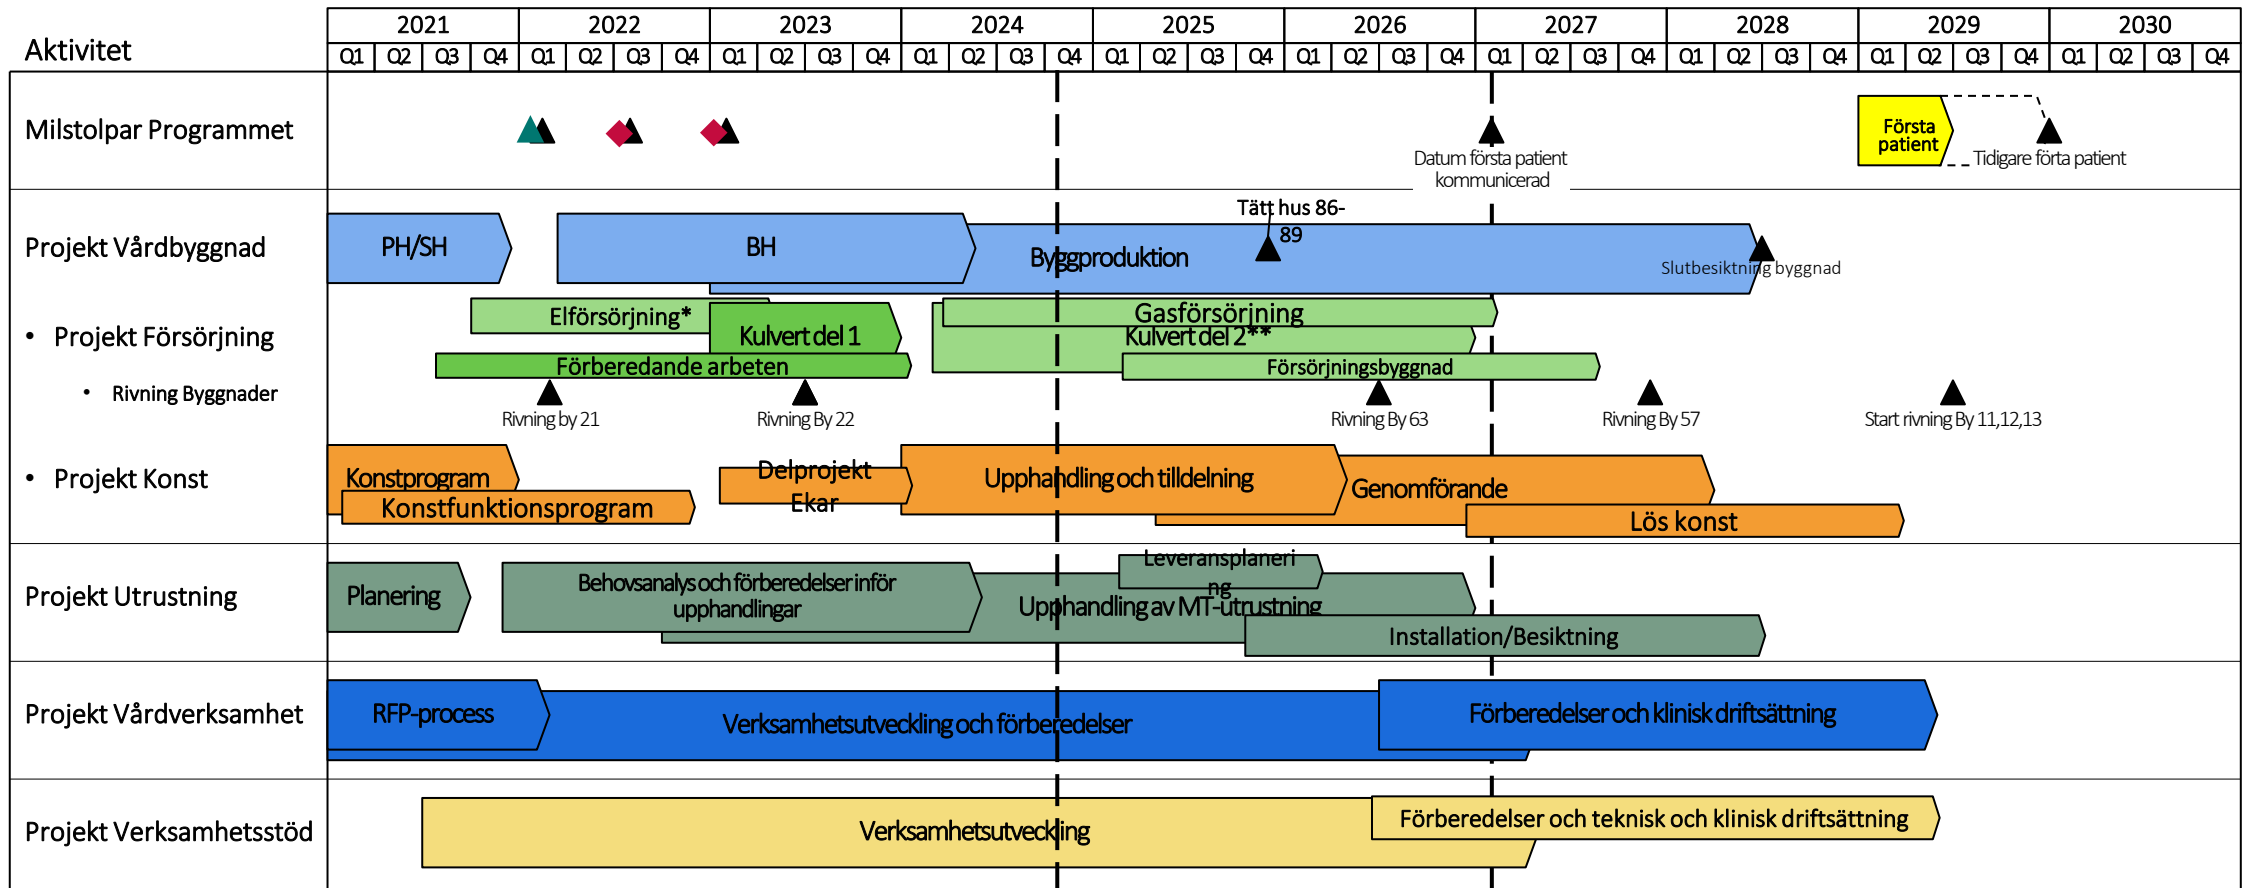 Aktivitet
2021 2022 2023 2024 2025 2026 2027 2028 2029 2030
Q1 Q2 Q3 Q4 Q1 Q2 Q3 Q4 Q1 Q2 Q3 Q4 Q1 Q2 Q3 Q4 Q1 Q2 Q3 Q4 Q1 Q2 Q3 Q4 Q1 Q2 Q3 Q4 Q1 Q2 Q3 Q4 Q1 Q2 Q3 Q4 Q1 Q2 Q3 Q4
Milstolpar Programmet
Datum första patient
kommunicerad
Första
patient
Tidigare förta patient
Projekt Vårdbyggnad
PH/SH
BH
Byggproduktion
Tätt hus 86-
89
Slutbesiktning byggnad
• Projekt Försörjning
Elförsörjning*
Kulvert del 1
Förberedande arbeten
Gasförsörjning
Kulvert del 2**
Försörjningsbyggnad
• Rivning Byggnader
Rivning by 21
Rivning By 22
Rivning By 63
Rivning By 57
Start rivning By 11,12,13
• Projekt Konst
Konstprogram
Konstfunktionsprogram
Delprojekt
Ekar
Upphandling och tilldelning
Genomförande
Lös konst
Projekt Utrustning
Planering
Behovsanalys och förberedelser inför
upphandlingar
Upphandling av MT-utrustning
Leveransplaneri
ng
Installation/Besiktning
Projekt Vårdverksamhet
RFP-process
Verksamhetsutveckling och förberedelser
Förberedelser och klinisk driftsättning
Projekt Verksamhetsstöd
Verksamhetsutveckling
Förberedelser och teknisk och klinisk driftsättning